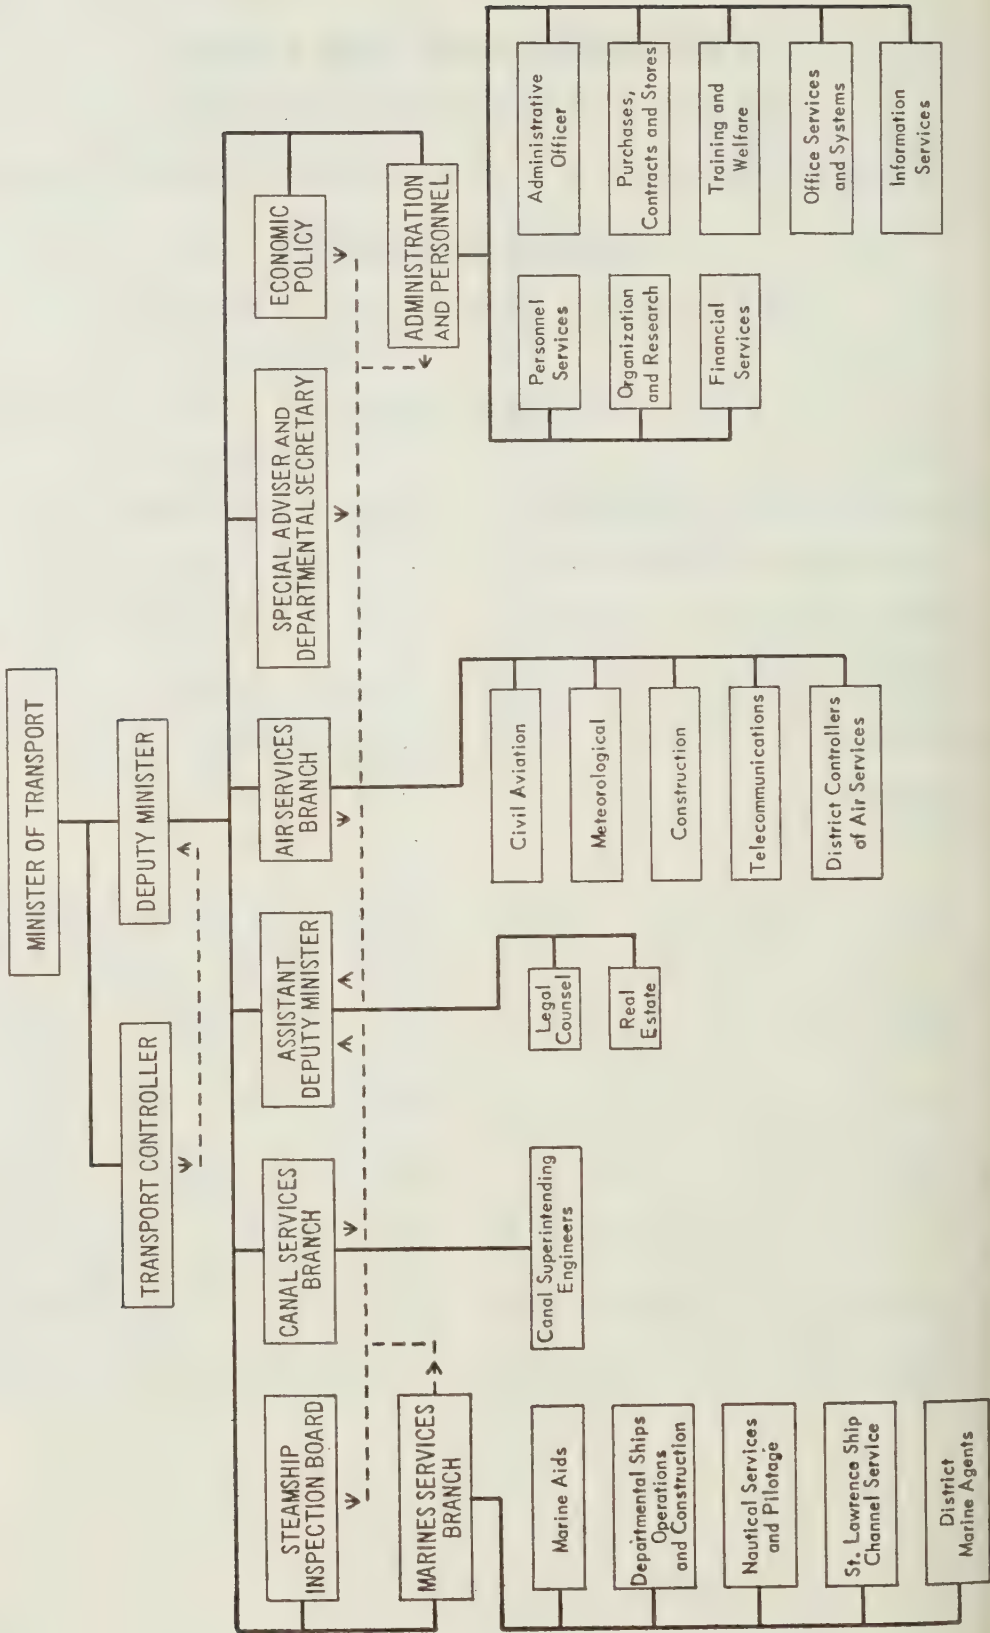 MINISTER OF TRANSPORT
TRANSPORT CONTROLLER
DEPUTY MINISTER
STEAMSHIP
INSPECTION BOARD
CANAL SERVICES
BRANCH
ASSISTANT
DEPUTY MINISTER
AIR SERVICES
BRANCH
SPECIAL ADVISER AND
DEPARTMENTAL SECRETARY
ECONOMIC
POLICY
MARINES SERVICES
BRANCH
ADMINISTRATION
AND PERSONNEL
Marine Aids
Departmental Ships
Operations
and Construction
Nautical Services
and Pilotage
St. Lawrence Ship
Channel Service
District
Marine Agents
Canal Superintending
Engineers
Legal
Counsel
Real
Estate
Civil Aviation
Meteorological
Construction
Telecommunications
District Controllers
of Air Services
Personnel
Services
Organization
and Research
Financial
Services
Administrative
Officer
Purchases,
Contracts and Stores
Training and
Welfare
Office Services
and Systems
Information
Services